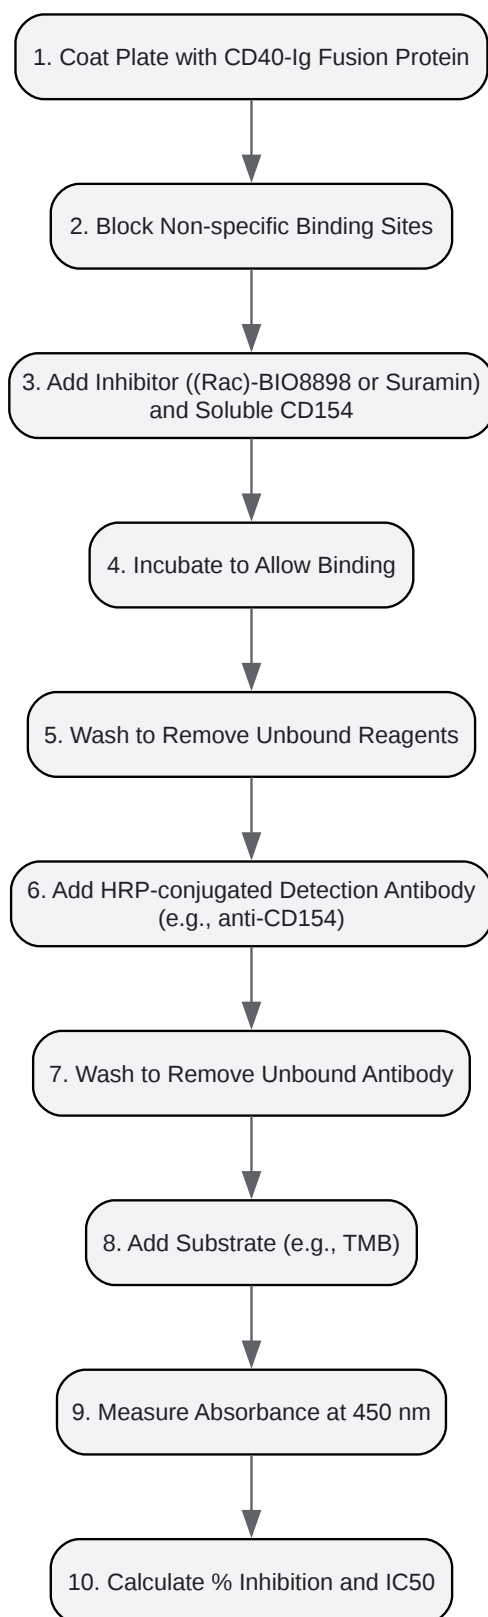 1. Coat Plate with CD40-Ig Fusion Protein
2. Block Non-specific Binding Sites
3. Add Inhibitor ((Rac)-BIO8898 or Suramin)
and Soluble CD154
4. Incubate to Allow Binding
5. Wash to Remove Unbound Reagents
6. Add HRP-conjugated Detection Antibody
(e.g., anti-CD154)
7. Wash to Remove Unbound Antibody
8. Add Substrate (e.g., TMB)
9. Measure Absorbance at 450 nm
10. Calculate % Inhibition and IC50